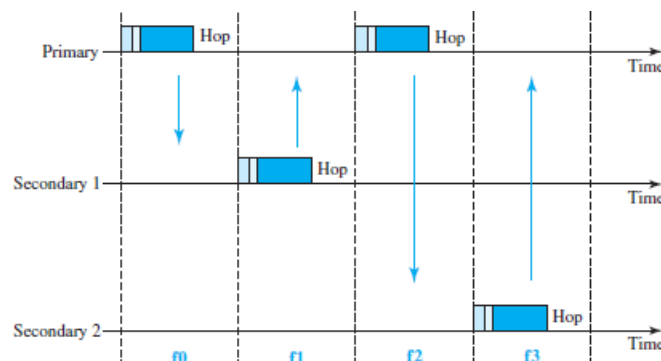 Hop
Hop
Primary
Time
Hop
Secondary 1
Time
Hop
Secondary 2
Time
f0
f1
f2
f3